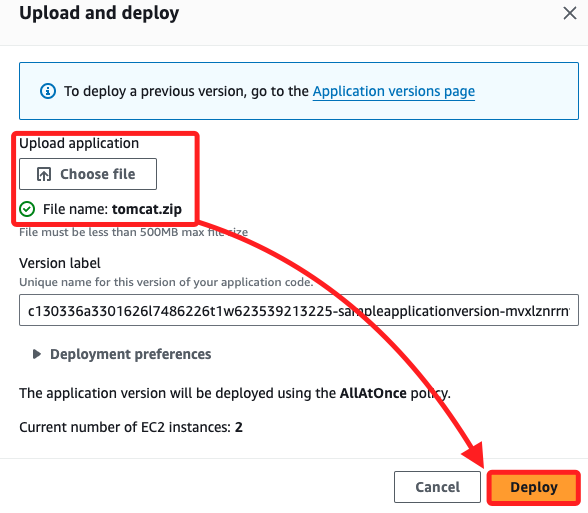 Upload and deploy
To deploy a previous version, go to the Application versions page
Upload application
Choose file
File name: tomcat.zip
File must be less than 500MB max file size
Version label
Unique name for this version of your application code.
c130336a3301626l7486226t1w623539213225-sampleapplicationversion-mvxlznrrn
Deployment preferences
The application version will be deployed using the AllAtOnce policy.
Current number of EC2 instances: 2
Cancel
Deploy